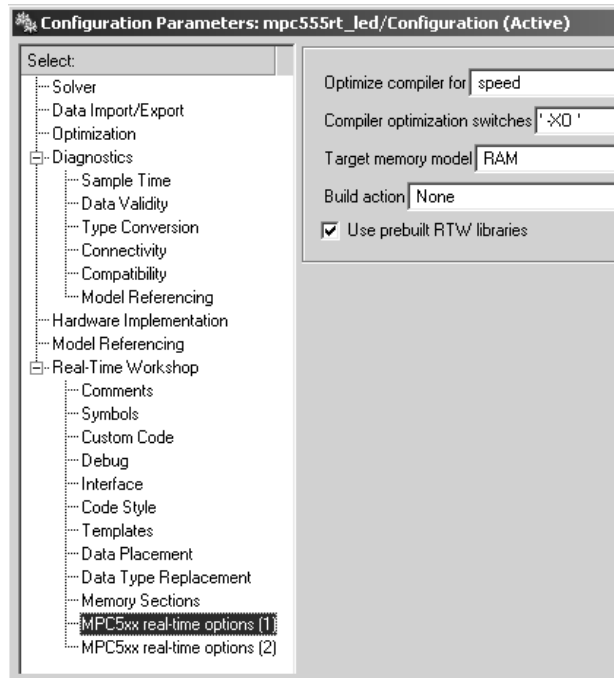 Configuration Parameters: mpc555rt_led/Configuration (Active)
Select:
Solver
Data Import/Export
Optimization
Diagnostics
Sample Time
Data Validity
Type Conversion
Connectivity
Compatibility
Model Referencing
Hardware Implementation
Model Referencing
Real-Time Workshop
Comments
Symbols
Custom Code
Debug
Interface
Code Style
Templates
Data Placement
Data Type Replacement
Memory Sections
MPC5xx real-time options (1)
MPC5xx real-time options (2)
Optimize compiler for speed
Compiler optimization switches ' -XO '
Target memory model RAM
Build action None
Use prebuilt RTW libraries